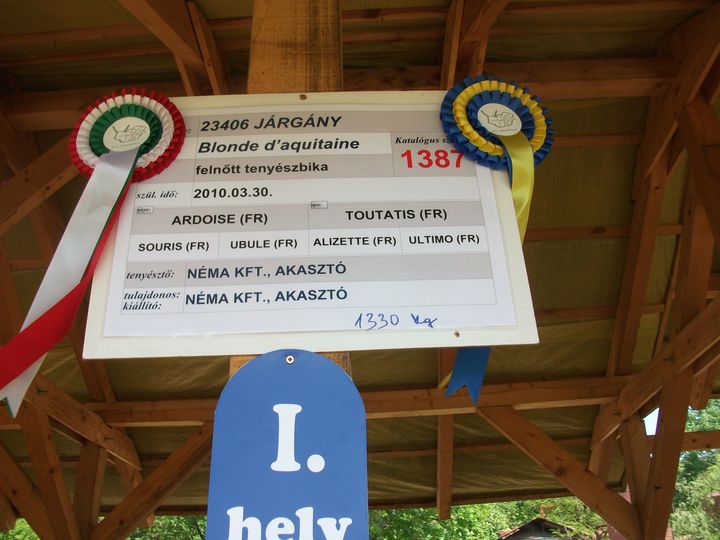 23406 JÁRGÁNY
Blonde d'aquitaine
Katalógus
1387
felnőtt tenyészbika
szül. idő: 2010.03.30.
ARDOISE (FR) TOUTATIS (FR)
SOURIS (FR) UBULE (FR) ALIZETTE (FR) ULTIMO (FR)
tenyésztő: NÉMA KFT., AKASZTÓ
tulajdonos: NÉMA KFT., AKASZTÓ
kiállító:
1330 kg
I.
hely